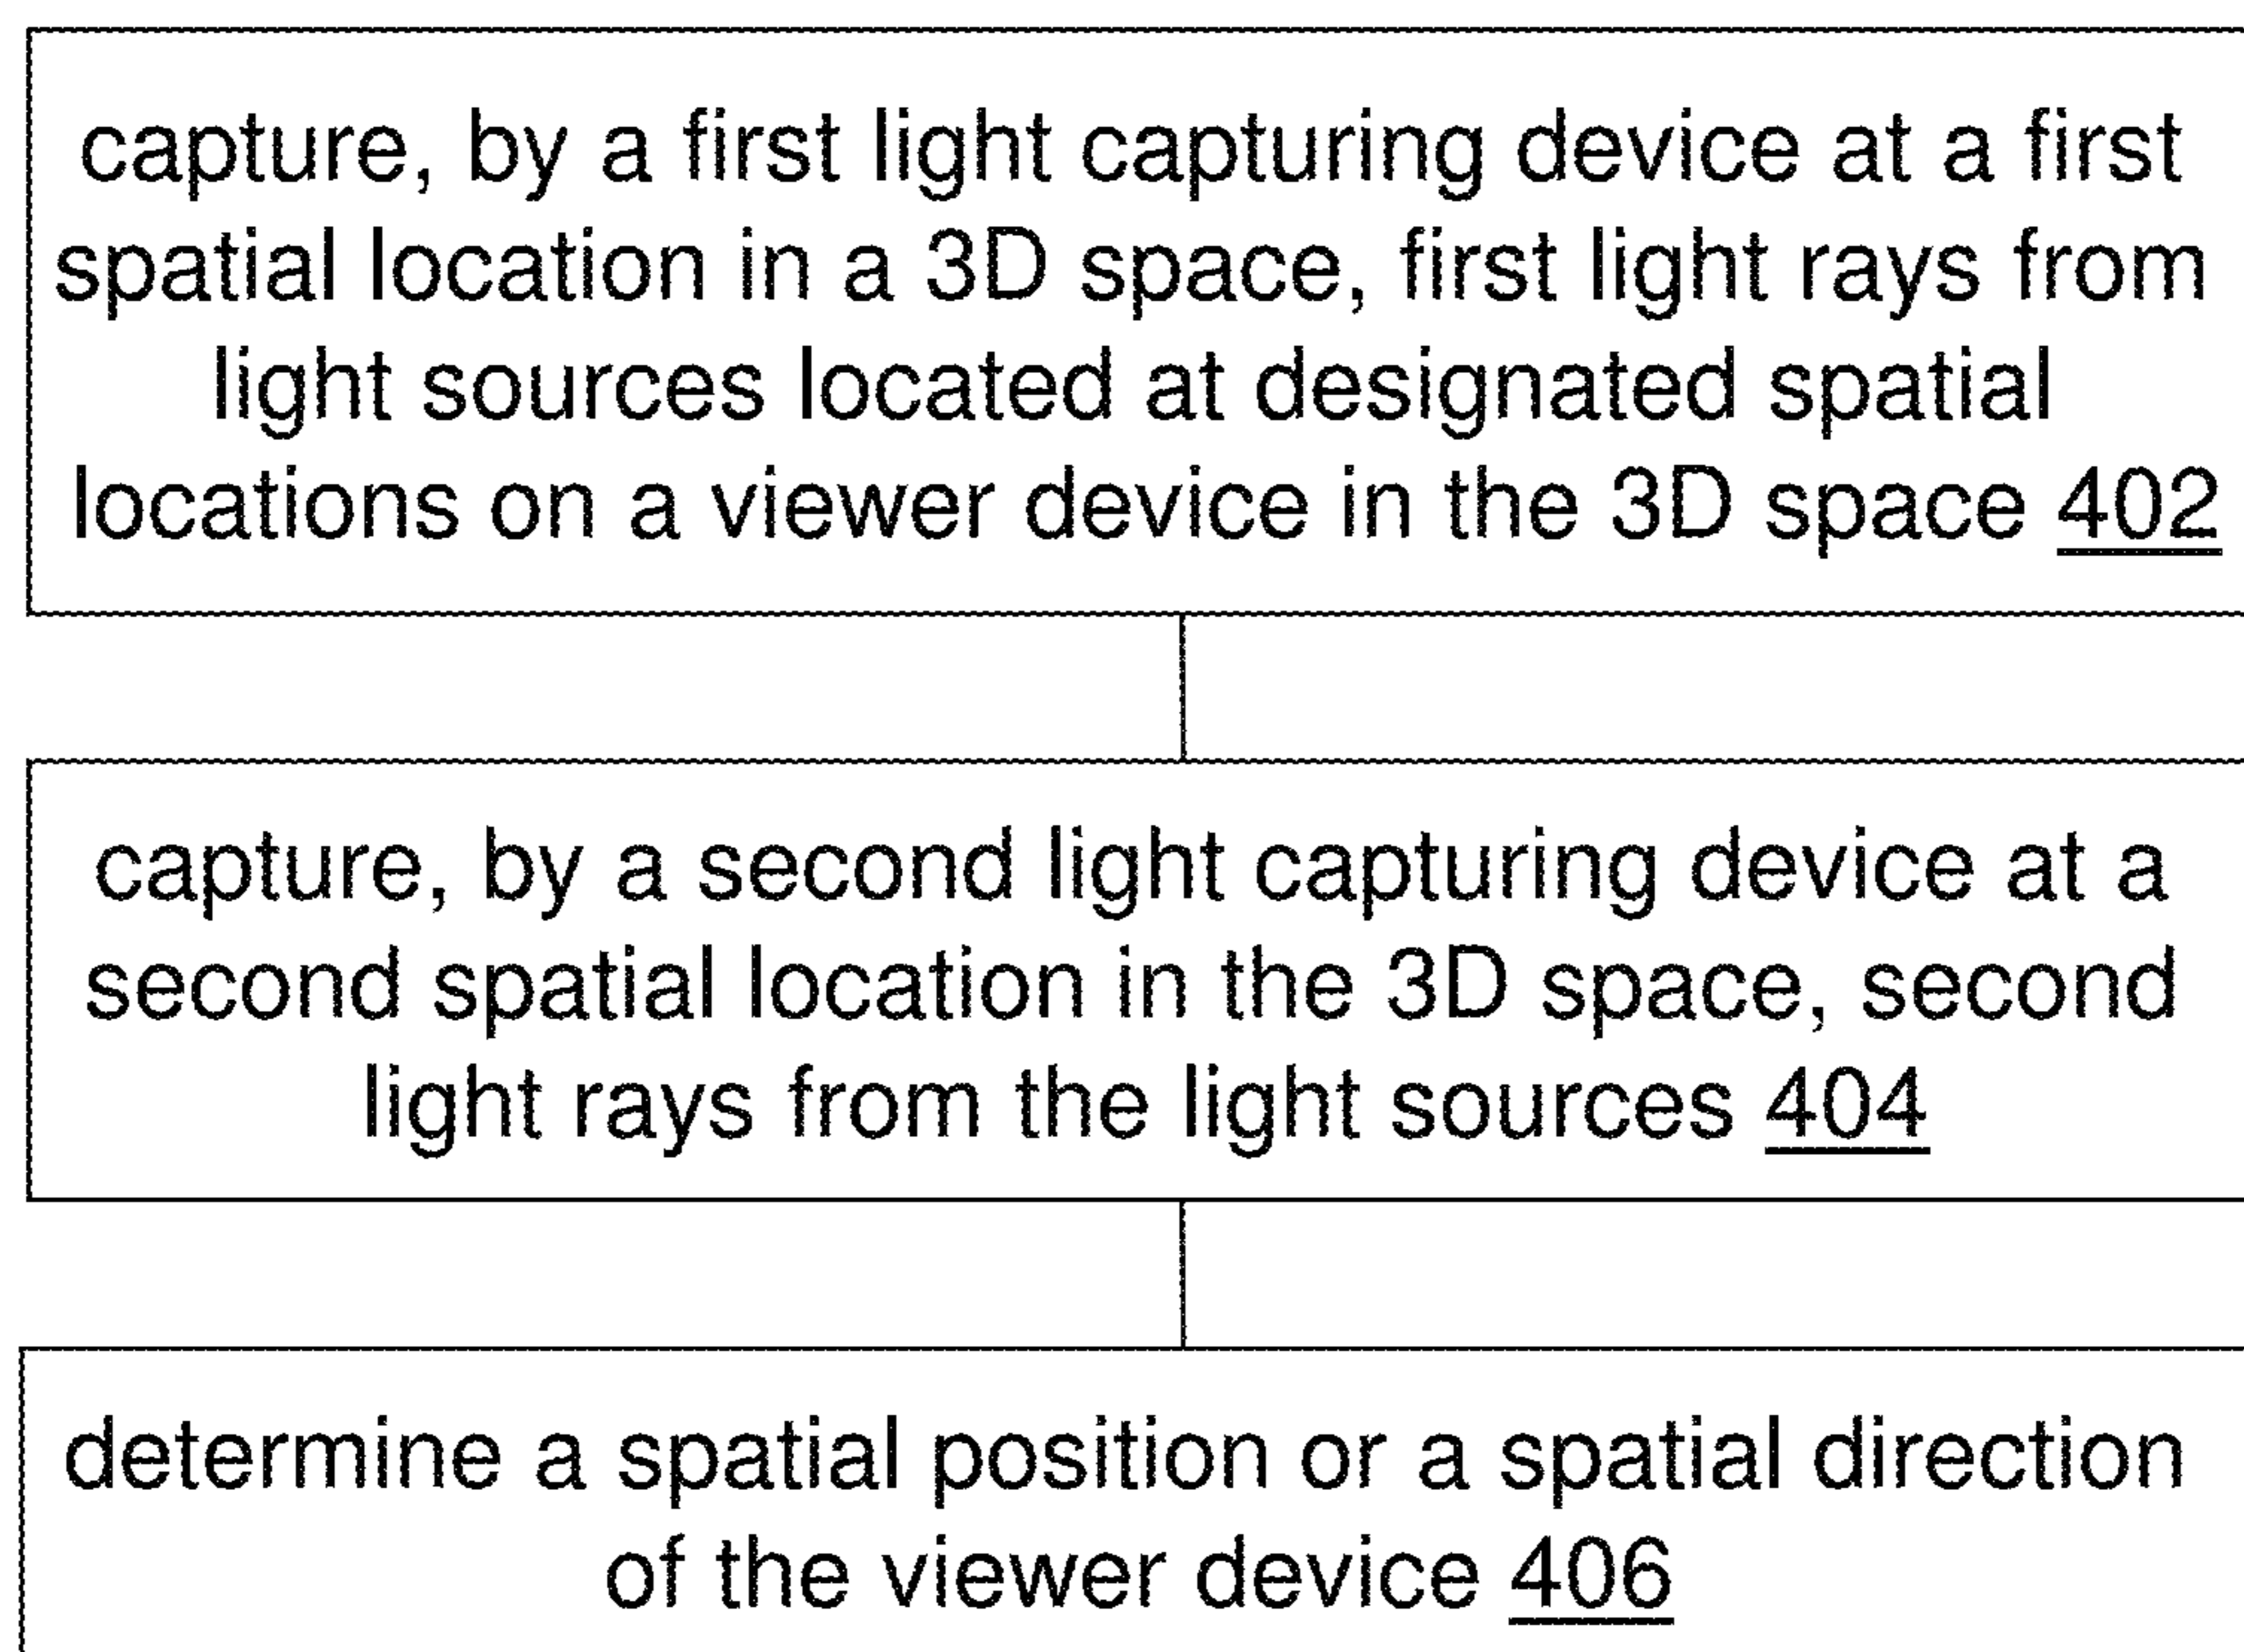 capture, by a first light capturing device at a first
spatial location in a 3D space, first light rays from
light sources located at designated spatial
locations on a viewer device in the 3D space 402
capture, by a second light capturing device at a
second spatial location in the 3D space, second
light rays from the light sources 404
determine a spatial position or a spatial direction
of the viewer device 406